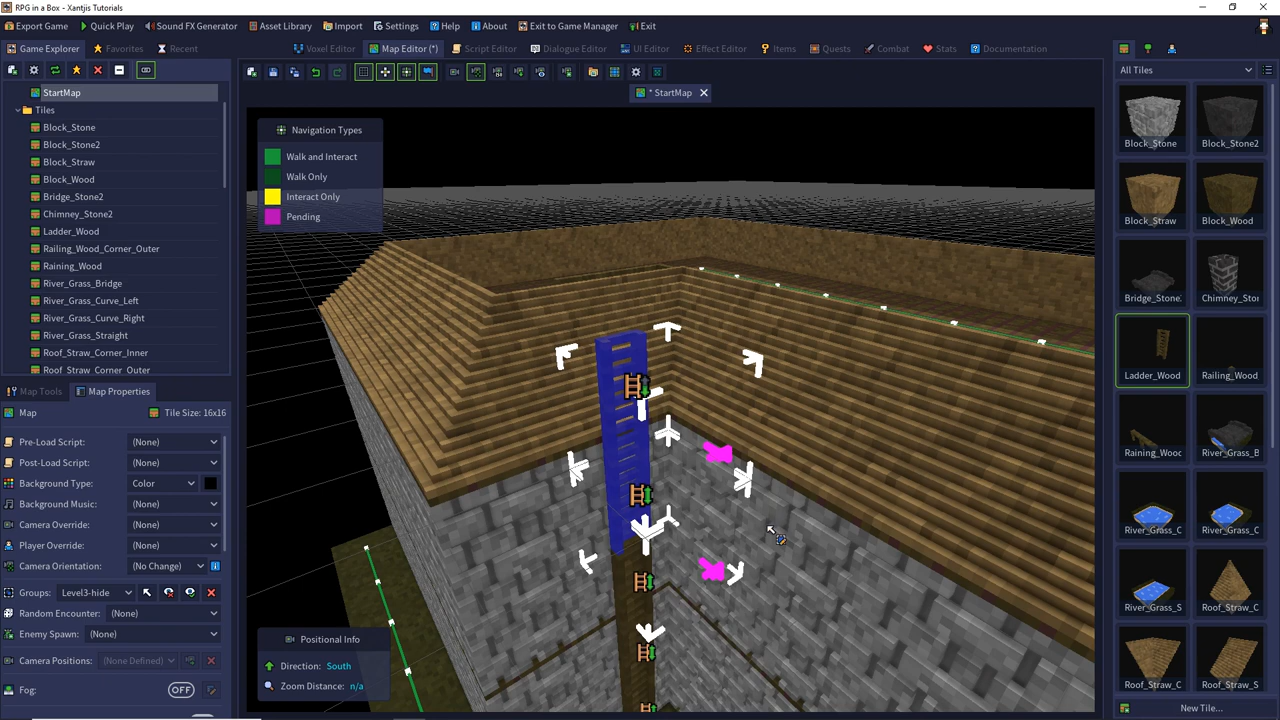 RPG in a Box - Xantjis Tutorials
Export Game
Quick Play
Sound FX Generator
Asset Library
Import
Settings
Help
About
Exit to Game Manager
Exit
Game Explorer
Favorites
Recent
Voxel Editor
Map Editor (*)
Script Editor
Dialogue Editor
UI Editor
Effect Editor
Items
Quests
Combat
Stats
Documentation
* StartMap
StartMap
Tiles
Block_Stone
Block_Stone2
Block_Straw
Block_Wood
Bridge_Stone2
Chimney_Stone2
Ladder_Wood
Railing_Wood_Corner_Outer
Raining_Wood
River_Grass_Bridge
River_Grass_Curve_Left
River_Grass_Curve_Right
River_Grass_Straight
Roof_Straw_Corner_Inner
Roof_Straw_Corner_Outer
Map Tools
Map Properties
Map
Tile Size: 16x16
Pre-Load Script: (None)
Post-Load Script: (None)
Background Type: Color
Background Music: (None)
Camera Override: (None)
Player Override: (None)
Camera Orientation: (No Change)
Groups: Level3-hide
Random Encounter: (None)
Enemy Spawn: (None)
Camera Positions: (None Defined)
Fog: OFF
Navigation Types
Walk and Interact
Walk Only
Interact Only
Pending
Positional Info
Direction: South
Zoom Distance: n/a
All Tiles
Block_Stone
Block_Stone2
Block_Straw
Block_Wood
Bridge_Stone
Chimney_Stor
Ladder_Wood
Railing_Wood
Raining_Wood
River_Grass_B
River_Grass_C
River_Grass_C
River_Grass_S
Roof_Straw_C
Roof_Straw_C
Roof_Straw_S
New Tile...